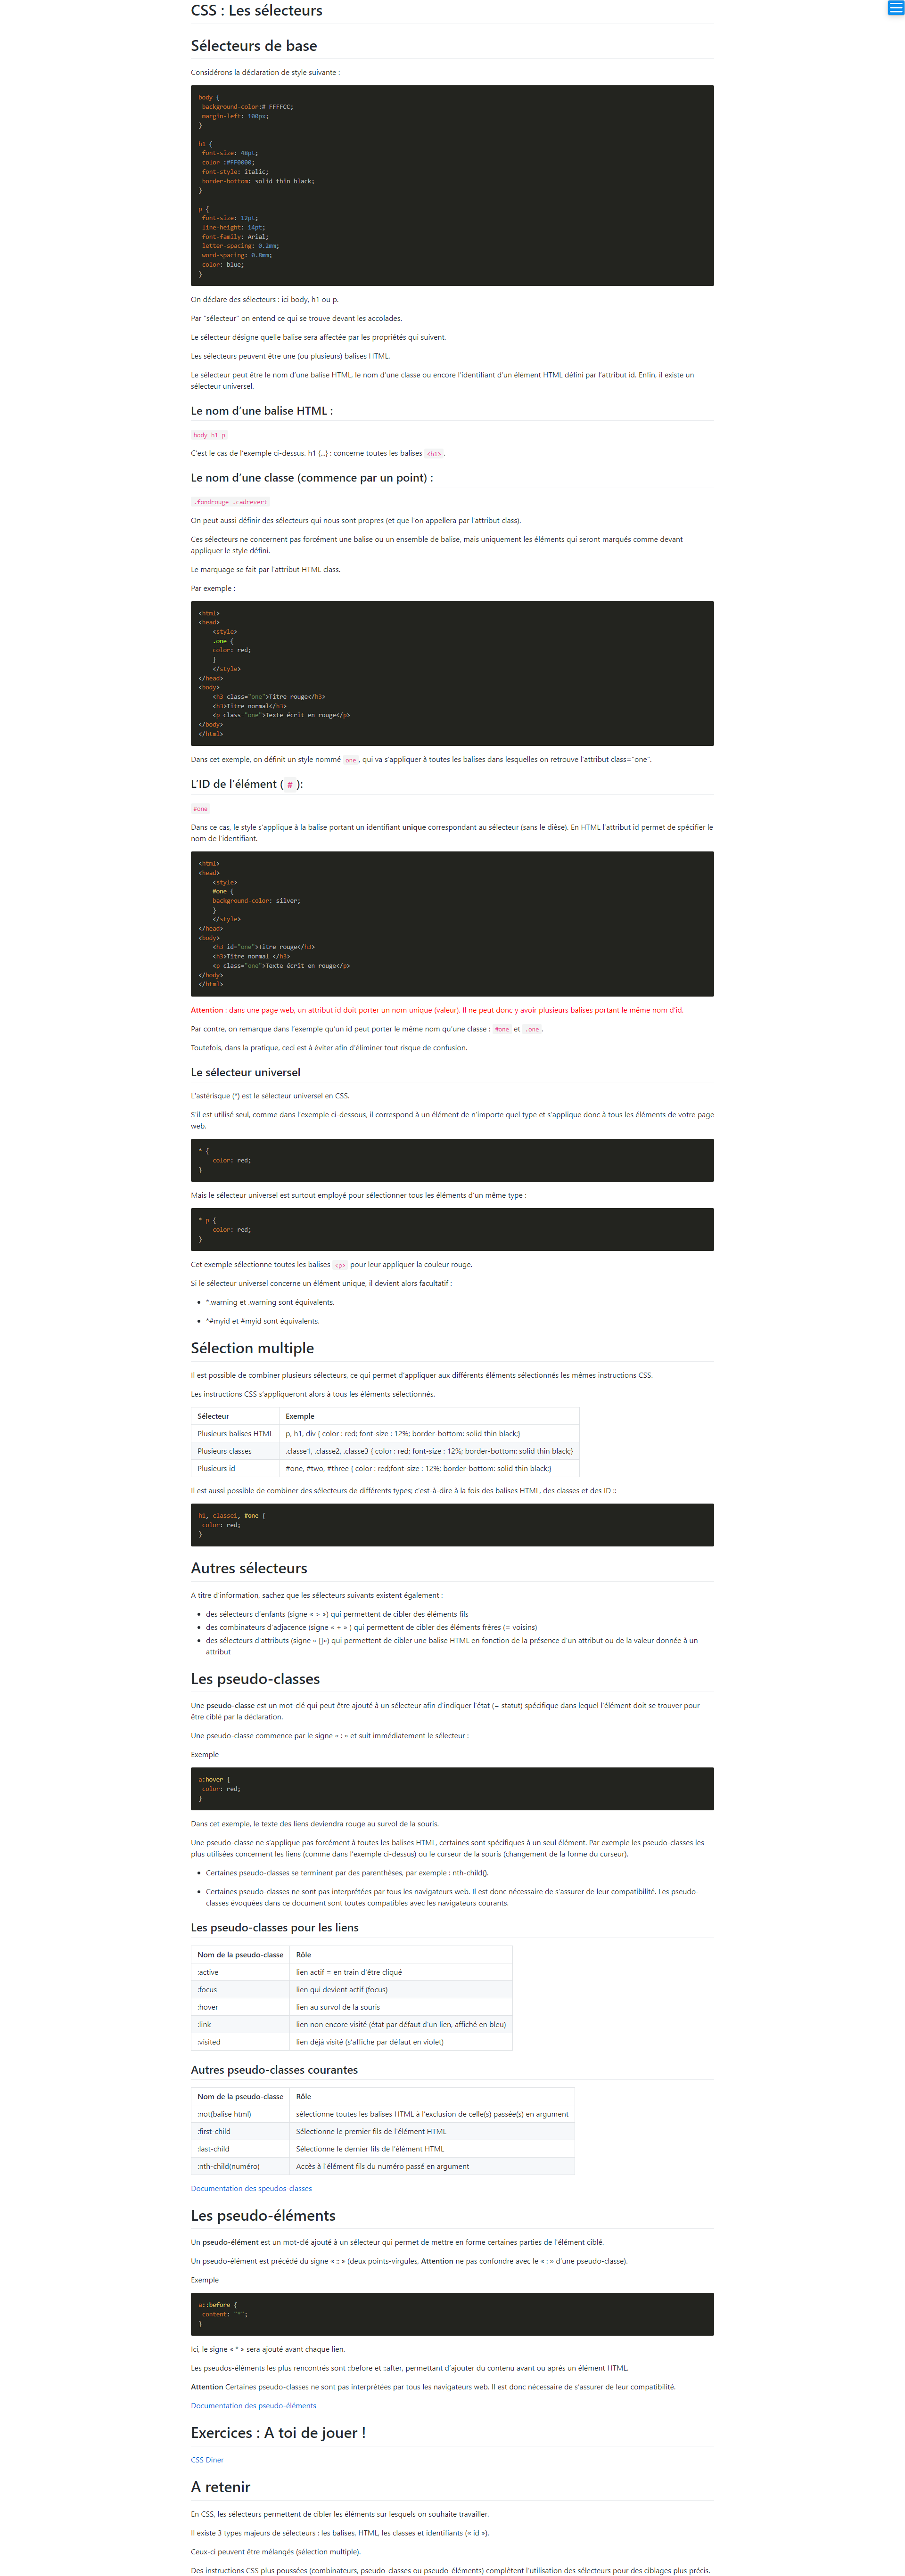 CSS : Les sélecteurs
Sélecteurs de base
Considérons la déclaration de style suivante :
body {
background-color:# FFFFCC;
margin-left: 100px;
}
h1 {
font-size: 48pt;
color :#FF0000;
font-style: italic;
border-bottom: solid thin black;
}
p {
font-size: 12pt;
line-height: 14pt;
font-family: Arial;
letter-spacing: 0.2mm;
word-spacing: 0.8mm;
color: blue;
}
On déclare des sélecteurs : ici body, h1 ou p.
Par "sélecteur" on entend ce qui se trouve devant les accolades.
Le sélecteur désigne quelle balise sera affectée par les propriétés qui suivent.
Les sélecteurs peuvent être une (ou plusieurs) balises HTML.
Le sélecteur peut être le nom d'une balise HTML, le nom d'une classe ou encore l'identifiant d'un élément HTML défini par l'attribut id. Enfin, il existe un
sélecteur universel.
Le nom d'une balise HTML :
body h1 p
C'est le cas de l'exemple ci-dessus. h1 {...} : concerne toutes les balises <h1>.
Le nom d'une classe (commence par un point) :
.fondrouge .cadrevert
On peut aussi définir des sélecteurs qui nous sont propres (et que l'on appellera par l'attribut class).
Ces sélecteurs ne concernent pas forcément une balise ou un ensemble de balise, mais uniquement les éléments qui seront marqués comme devant
appliquer le style défini.
Le marquage se fait par l'attribut HTML class.
Par exemple :
<html>
<head>
<style>
.one {
color: red;
}
</style>
</head>
<body>
<h3 class="one">Titre rouge</h3>
<h3>Titre normal</h3>
<p class="one">Texte écrit en rouge</p>
</body>
</html>
Dans cet exemple, on définit un style nommé one, qui va s'appliquer à toutes les balises dans lesquelles on retrouve l'attribut class="one".
L'ID de l'élément ( # ):
#one
Dans ce cas, le style s'applique à la balise portant un identifiant unique correspondant au sélecteur (sans le dièse). En HTML l'attribut id permet de spécifier le
nom de l'identifiant.
<html>
<head>
<style>
#one {
background-color: silver;
}
</style>
</head>
<body>
<h3 id="one">Titre rouge</h3>
<h3>Titre normal </h3>
<p class="one">Texte écrit en rouge</p>
</body>
</html>
Attention : dans une page web, un attribut id doit porter un nom unique (valeur). Il ne peut donc y avoir plusieurs balises portant le même nom d'id.
Par contre, on remarque dans l'exemple qu'un id peut porter le même nom qu'une classe : #one et .one.
Toutefois, dans la pratique, ceci est à éviter afin d'éliminer tout risque de confusion.
Le sélecteur universel
L'astérisque (*) est le sélecteur universel en CSS.
S'il est utilisé seul, comme dans l'exemple ci-dessous, il correspond à un élément de n'importe quel type et s'applique donc à tous les éléments de votre page
web.
* {
color: red;
}
Mais le sélecteur universel est surtout employé pour sélectionner tous les éléments d'un même type :
* p {
color: red;
}
Cet exemple sélectionne toutes les balises <p> pour leur appliquer la couleur rouge.
Si le sélecteur universel concerne un élément unique, il devient alors facultatif :
• *.warning et .warning sont équivalents.
• *#myid et #myid sont équivalents.
Sélection multiple
Il est possible de combiner plusieurs sélecteurs, ce qui permet d'appliquer aux différents éléments sélectionnés les mêmes instructions CSS.
Les instructions CSS s'appliqueront alors à tous les éléments sélectionnés.
Sélecteur Exemple
Plusieurs balises HTML p, h1, div { color : red; font-size : 12%; border-bottom: solid thin black;}
Plusieurs classes .classe1, .classe2, .classe3 { color : red; font-size : 12%; border-bottom: solid thin black;}
Plusieurs id #one, #two, #three { color : red;font-size : 12%; border-bottom: solid thin black;}
Il est aussi possible de combiner des sélecteurs de différents types; c'est-à-dire à la fois des balises HTML, des classes et des ID ::
h1, classe1, #one {
color: red;
}
Autres sélecteurs
A titre d'information, sachez que les sélecteurs suivants existent également :
• des sélecteurs d'enfants (signe « > ») qui permettent de cibler des éléments fils
• des combinateurs d'adjacence (signe « + » ) qui permettent de cibler des éléments frères (= voisins)
• des sélecteurs d'attributs (signe « []») qui permettent de cibler une balise HTML en fonction de la présence d'un attribut ou de la valeur donnée à un
attribut
Les pseudo-classes
Une pseudo-classe est un mot-clé qui peut être ajouté à un sélecteur afin d'indiquer l'état (= statut) spécifique dans lequel l'élément doit se trouver pour
être ciblé par la déclaration.
Une pseudo-classe commence par le signe « : » et suit immédiatement le sélecteur :
Exemple
a:hover {
color: red;
}
Dans cet exemple, le texte des liens deviendra rouge au survol de la souris.
Une pseudo-classe ne s'applique pas forcément à toutes les balises HTML, certaines sont spécifiques à un seul élément. Par exemple les pseudo-classes les
plus utilisées concernent les liens (comme dans l'exemple ci-dessus) ou le curseur de la souris (changement de la forme du curseur).
• Certaines pseudo-classes se terminent par des parenthèses, par exemple : nth-child().
• Certaines pseudo-classes ne sont pas interprétées par tous les navigateurs web. Il est donc nécessaire de s'assurer de leur compatibilité. Les pseudo-
classes évoquées dans ce document sont toutes compatibles avec les navigateurs courants.
Les pseudo-classes pour les liens
Nom de la pseudo-classe Rôle
:active lien actif = en train d'être cliqué
:focus lien qui devient actif (focus)
:hover lien au survol de la souris
:link lien non encore visité (état par défaut d'un lien, affiché en bleu)
:visited lien déjà visité (s'affiche par défaut en violet)
Autres pseudo-classes courantes
Nom de la pseudo-classe Rôle
:not(balise html) sélectionne toutes les balises HTML à l'exclusion de celle(s) passée(s) en argument
:first-child Sélectionne le premier fils de l'élément HTML
:last-child Sélectionne le dernier fils de l'élément HTML
:nth-child(numéro) Accès à l'élément fils du numéro passé en argument
Documentation des speudos-classes
Les pseudo-éléments
Un pseudo-élément est un mot-clé ajouté à un sélecteur qui permet de mettre en forme certaines parties de l'élément ciblé.
Un pseudo-élément est précédé du signe « :: » (deux points-virgules, Attention ne pas confondre avec le « : » d'une pseudo-classe).
Exemple
a::before {
content: "*";
}
Ici, le signe « * » sera ajouté avant chaque lien.
Les pseudos-éléments les plus rencontrés sont ::before et ::after, permettant d'ajouter du contenu avant ou après un élément HTML.
Attention Certaines pseudo-classes ne sont pas interprétées par tous les navigateurs web. Il est donc nécessaire de s'assurer de leur compatibilité.
Documentation des pseudo-éléments
Exercices : A toi de jouer !
CSS Diner
A retenir
En CSS, les sélecteurs permettent de cibler les éléments sur lesquels on souhaite travailler.
Il existe 3 types majeurs de sélecteurs : les balises, HTML, les classes et identifiants (« id »).
Ceux-ci peuvent être mélangés (sélection multiple).
Des instructions CSS plus poussées (combinateurs, pseudo-classes ou pseudo-éléments) complètent l'utilisation des sélecteurs pour des ciblages plus précis.